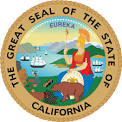 THE GREAT SEAL OF THE STATE OF CALIFORNIA
EUREKA